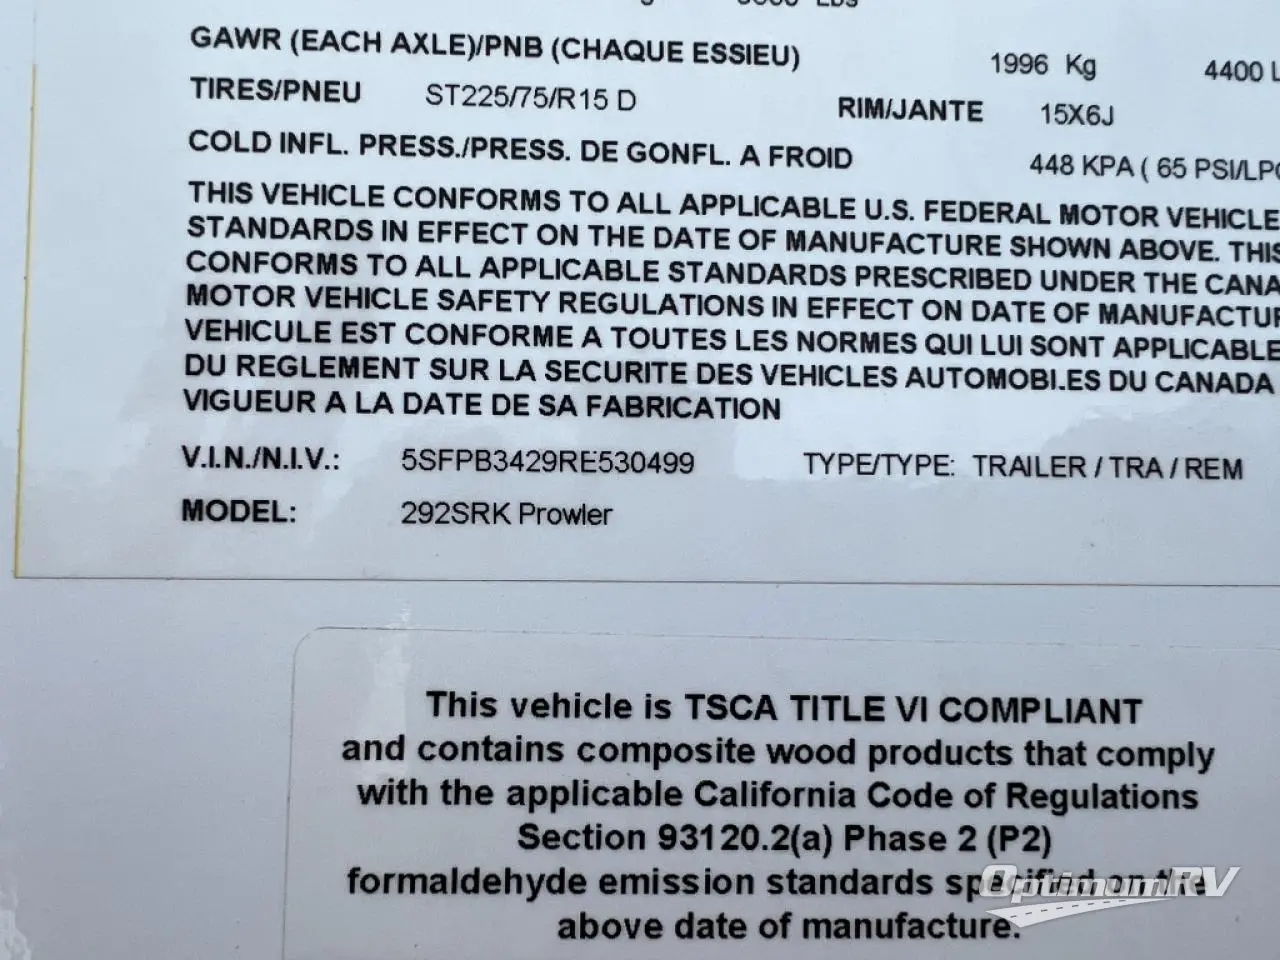 GAWR (EACH AXLE)/PNB (CHAQUE ESSIEU) 1996 Kg 4400 L
TIRES/PNEU ST225/75/R15 D RIM/JANTE 15X6J
COLD INFL. PRESS./PRESS. DE GONFL. A FROID 448 KPA ( 65 PSI/LPC
THIS VEHICLE CONFORMS TO ALL APPLICABLE U.S. FEDERAL MOTOR VEHICLE
STANDARDS IN EFFECT ON THE DATE OF MANUFACTURE SHOWN ABOVE. THIS
CONFORMS TO ALL APPLICABLE STANDARDS PRESCRIBED UNDER THE CANA
MOTOR VEHICLE SAFETY REGULATIONS IN EFFECT ON DATE OF MANUFACTUR
VEHICULE EST CONFORME A TOUTES LES NORMES QUI LUI SONT APPLICABLE
DU REGLEMENT SUR LA SECURITE DES VEHICLES AUTOMOBILES DU CANADA
VIGUEUR A LA DATE DE SA FABRICATION
V.I.N./N.I.V.: 5SFPB3429RE530499 TYPE/TYPE: TRAILER / TRA / REM
MODEL: 292SRK Prowler
This vehicle is TSCA TITLE VI COMPLIANT
and contains composite wood products that comply
with the applicable California Code of Regulations
Section 93120.2(a) Phase 2 (P2)
formaldehyde emission standards specified on the
above date of manufacture.
OptimumRV